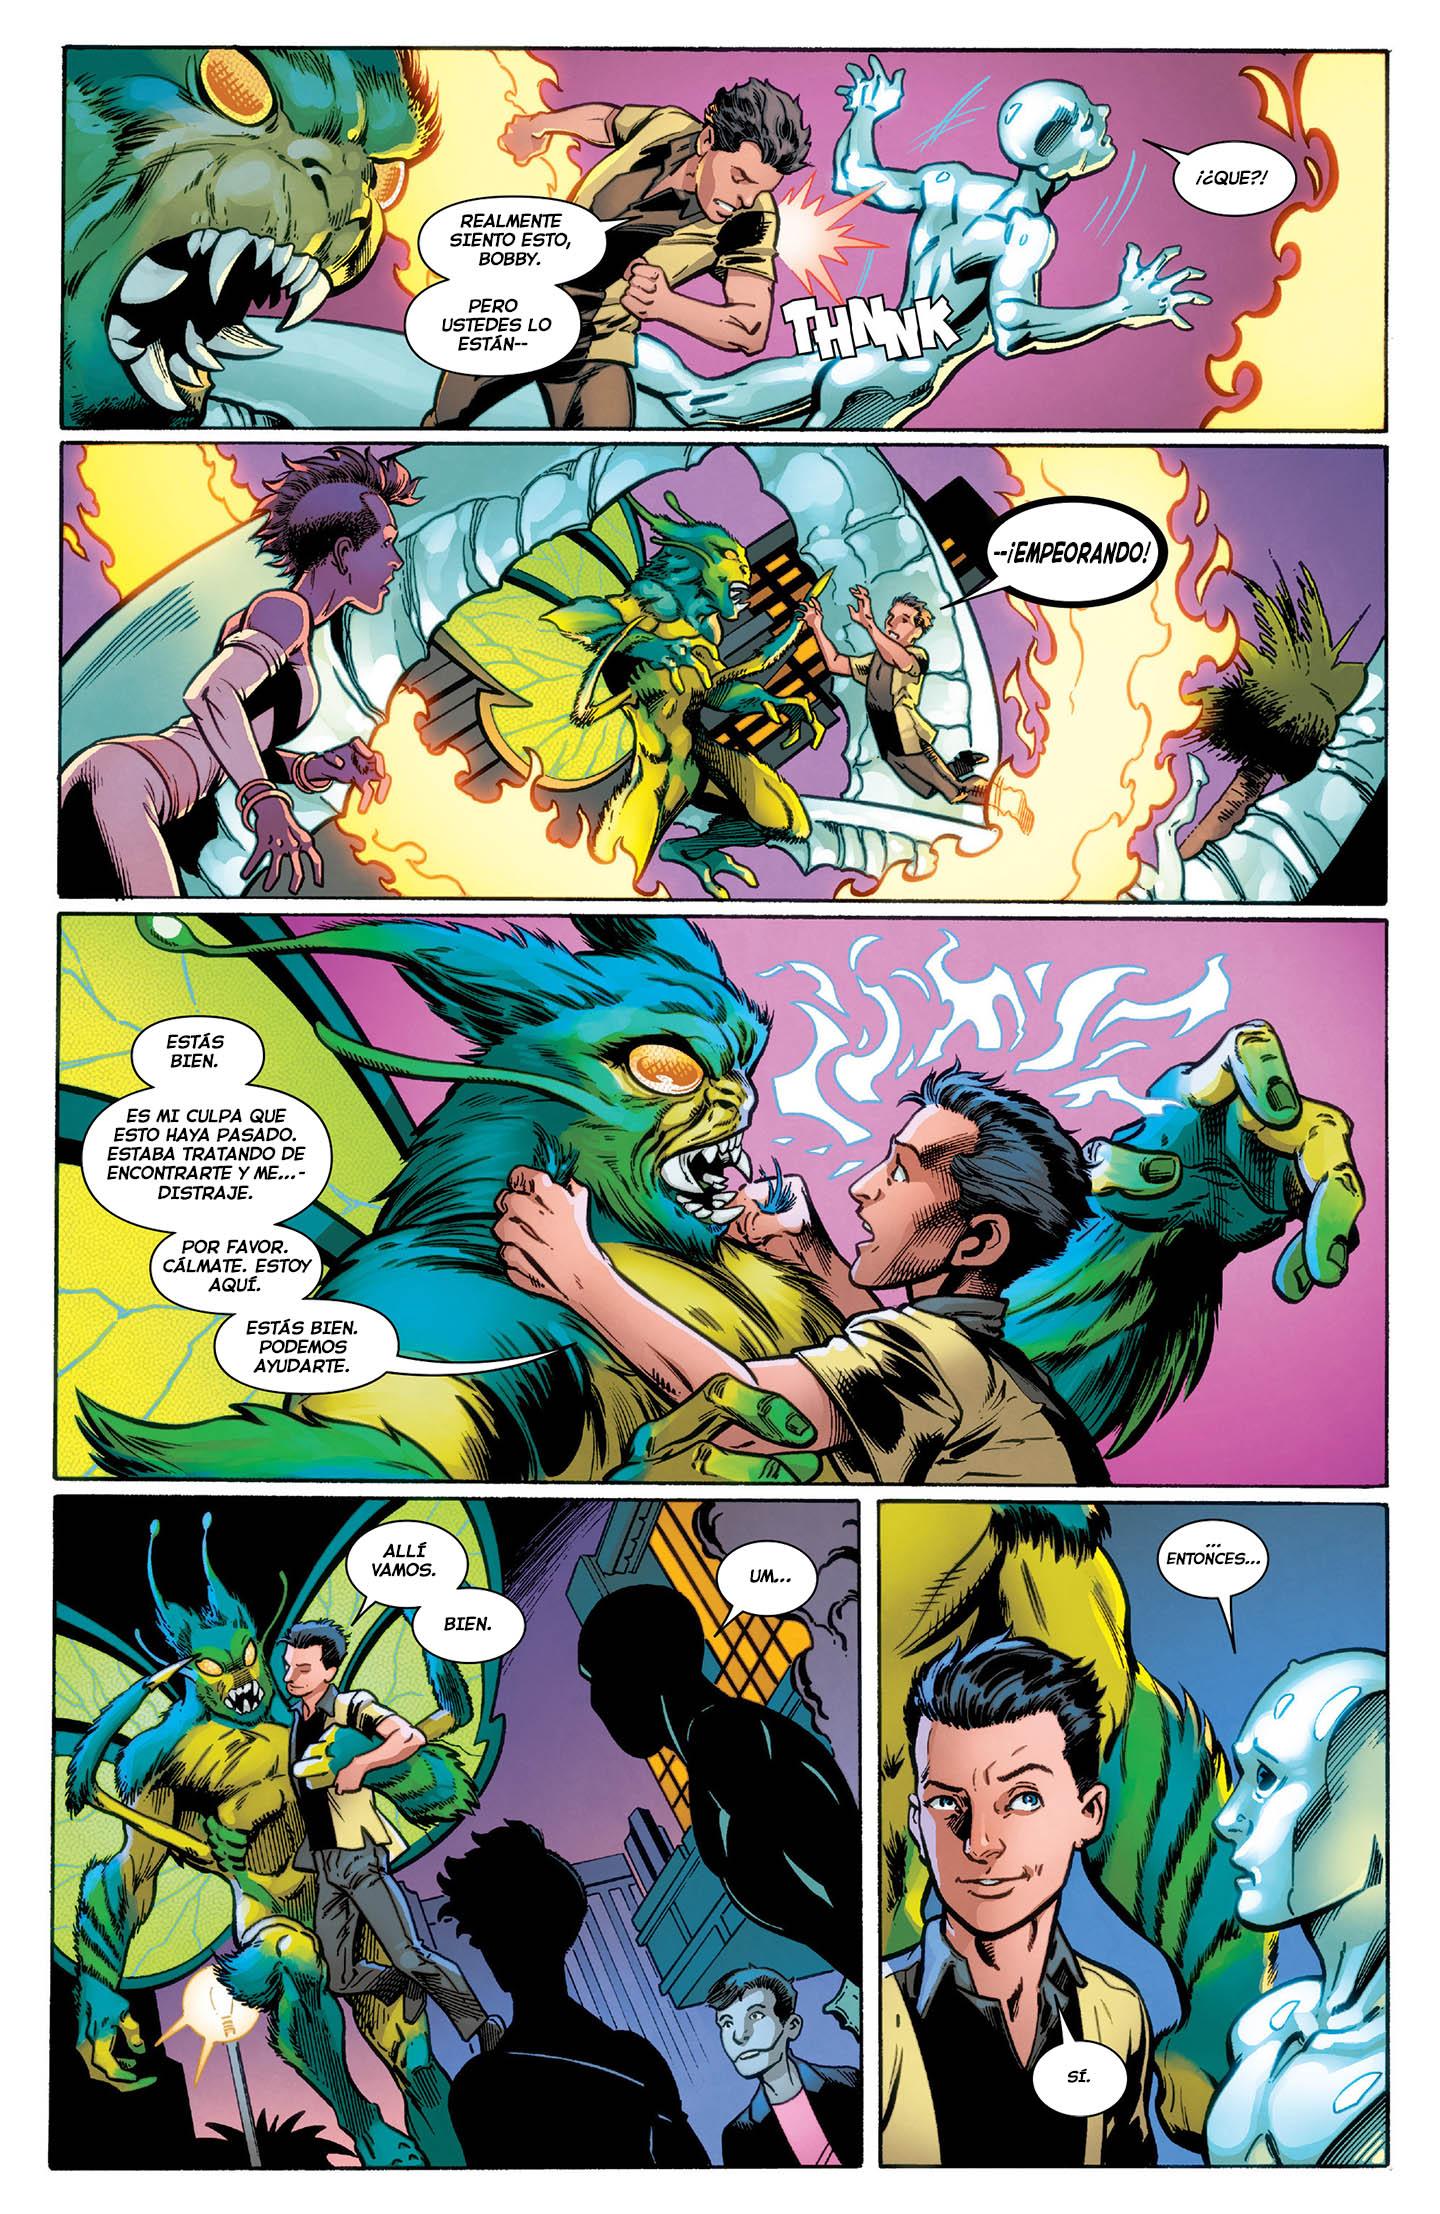 REALMENTE
SIENTO ESTO,
BOBBY.
PERO
USTEDES LO
ESTÁN--
¡¿QUE?!
THNNK
--¡EMPEORANDO!
ESTÁS
BIEN.
ES MI CULPA QUE
ESTO HAYA PASADO.
ESTABA TRATANDO DE
ENCONTRARTE Y ME...-
DISTRAJE.
POR FAVOR.
CÁLMATE. ESTOY
AQUÍ.
ESTÁS BIEN.
PODEMOS
AYUDARTE.
ALLÍ
VAMOS.
BIEN.
UM...
...
ENTONCES...
SÍ.